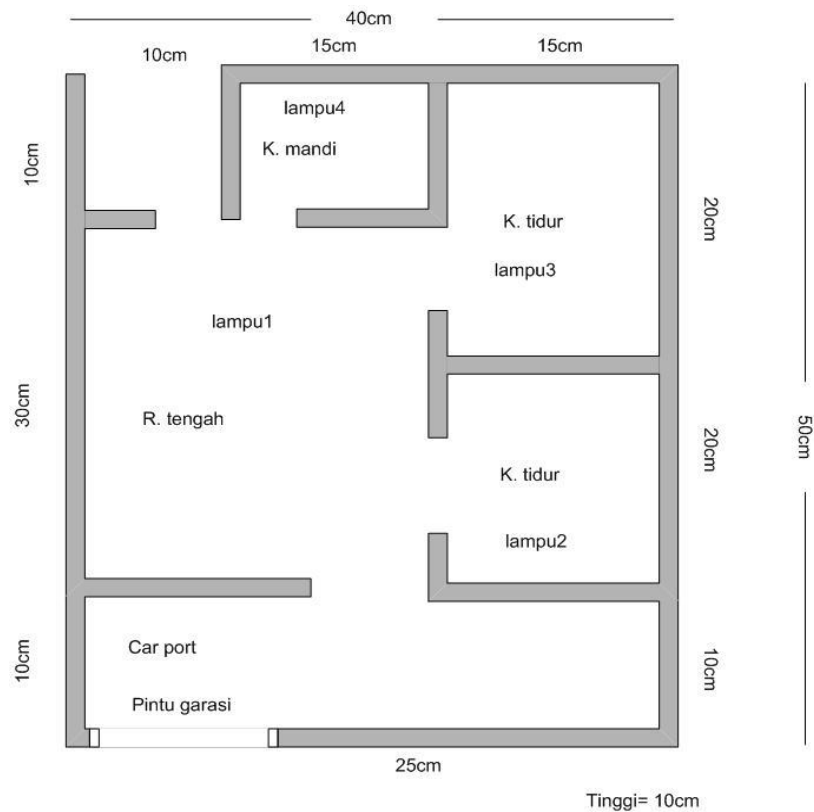 40cm
10cm
15cm
15cm
lampu4
K. mandi
10cm
20cm
K. tidur
lampu3
lampu1
30cm
R. tengah
50cm
20cm
K. tidur
lampu2
10cm
Car port
10cm
Pintu garasi
25cm
Tinggi= 10cm